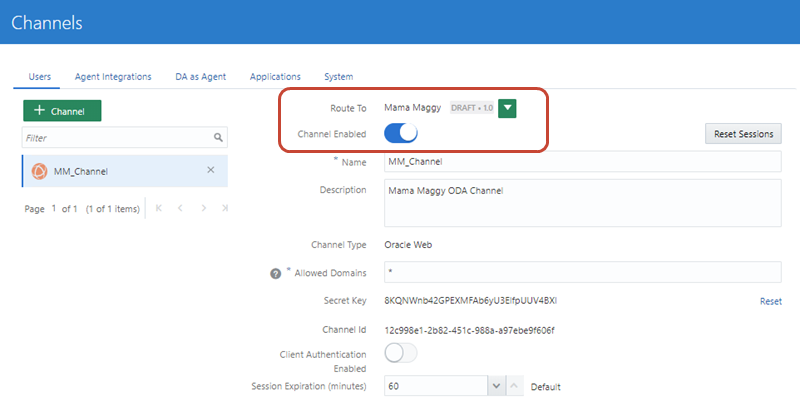 Channels
Users Agent Integrations DA as Agent Applications System
+ Channel
Filter
MM_Channel
Page 1 of 1 (1 of 1 items)
Route To Mama Maggy DRAFT • 1.0
Channel Enabled
Reset Sessions
* Name MM_Channel
Description Mama Maggy ODA Channel
Channel Type Oracle Web
? * Allowed Domains *
Secret Key 8KQNWnb42GPEXMFAb6yU3ElfpUUV4BXI Reset
Channel Id 12c998e1-2b82-451c-988a-a97ebe9f606f
Client Authentication
Enabled
Session Expiration (minutes) 60 Default